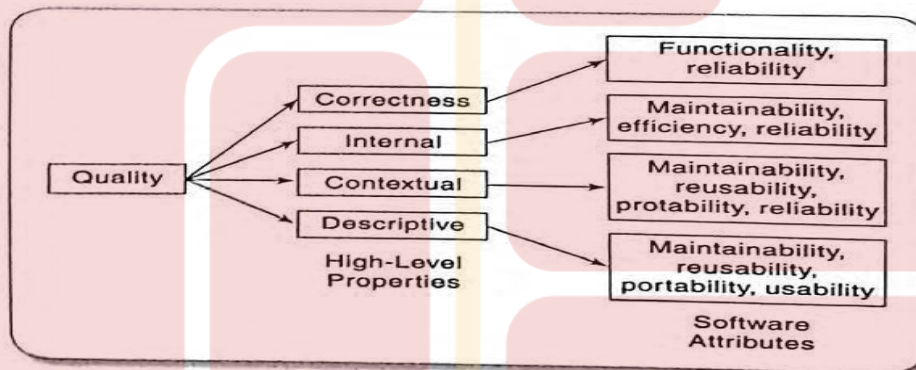 Functionality,
reliability
Correctness
Maintainability,
efficiency, reliability
Internal
Quality
Contextual
Maintainability,
reusability,
protability, reliability
Descriptive
Maintainability,
reusability,
portability, usability
High-Level
Properties
Software
Attributes